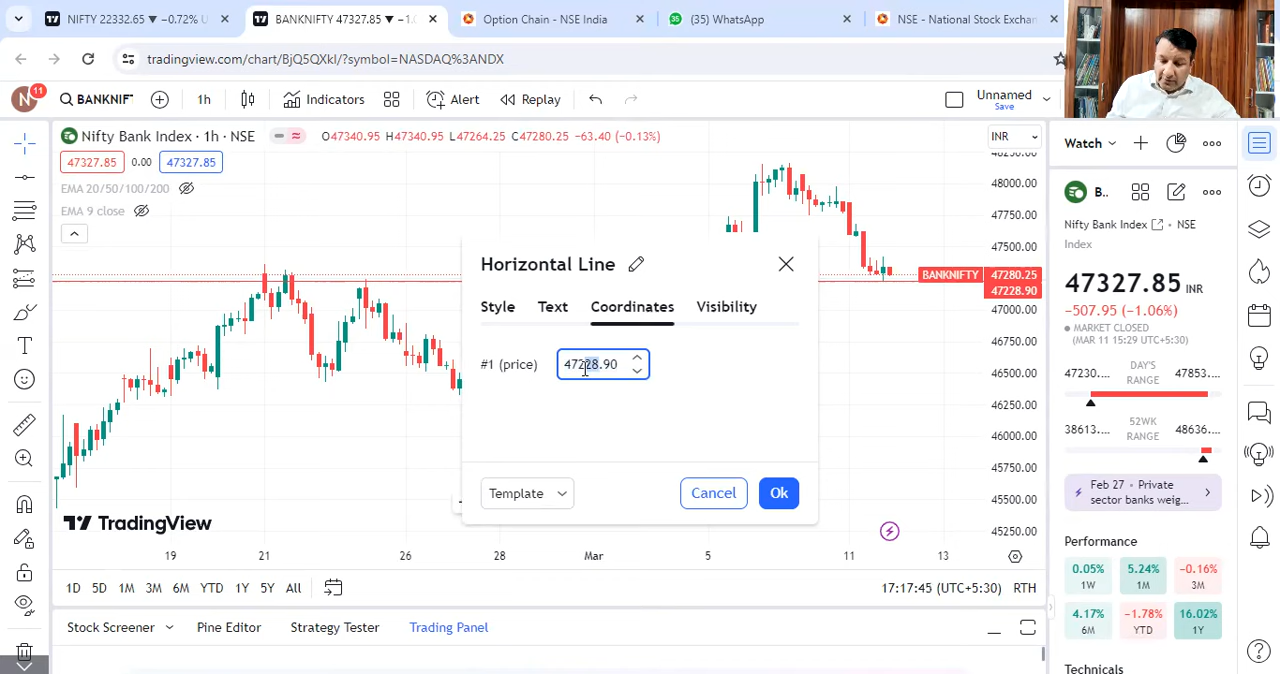 NIFTY 22332.65 ▼ −0.72% U
BANKNIFTY 47327.85 ▼ −1.0
Option Chain - NSE India
(35) WhatsApp
NSE - National Stock Exchan
tradingview.com/chart/BjQ5QXkI/?symbol=NASDAQ%3ANDX
N
11
BANKNIF
1h
Indicators
Alert
Replay
Unnamed
Save
Nifty Bank Index · 1h · NSE
O47340.95 H47340.95 L47264.25 C47280.25 −63.40 (−0.13%)
INR
47327.85
0.00
47327.85
EMA 20/50/100/200
EMA 9 close
48250.00
48000.00
47750.00
47500.00
BANKNIFTY
47280.25
47228.90
47000.00
46750.00
46500.00
46250.00
46000.00
45750.00
45500.00
45250.00
Horizontal Line
Style
Text
Coordinates
Visibility
#1 (price)
47228.90
Template
Cancel
Ok
TradingView
19
21
26
28
Mar
5
11
13
1D
5D
1M
3M
6M
YTD
1Y
5Y
All
17:17:45 (UTC+5:30)
RTH
Stock Screener
Pine Editor
Strategy Tester
Trading Panel
Watch
B..
Nifty Bank Index
· NSE
Index
47327.85 INR
−507.95 (−1.06%)
MARKET CLOSED
(MAR 11 15:29 UTC+05:30)
47230....
DAY'S
RANGE
47853....
38613....
52WK
RANGE
48636....
Feb 27 · Private
sector banks weig...
Performance
0.05%
1W
5.24%
1M
−0.16%
3M
4.17%
6M
−1.78%
YTD
16.02%
1Y
Technicals